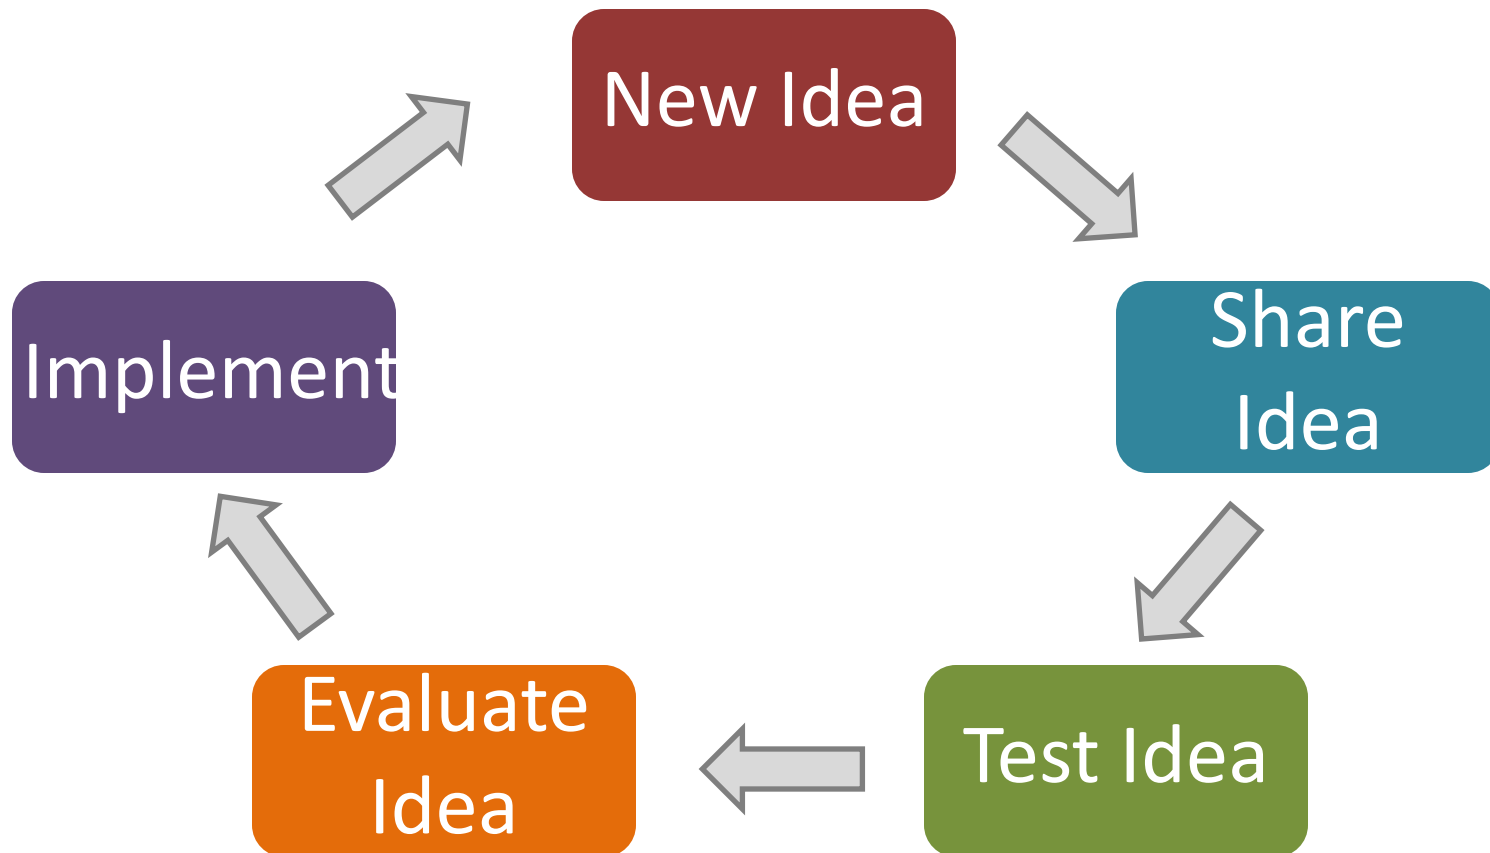 New Idea
Share
Idea
Test Idea
Evaluate
Idea
Implement